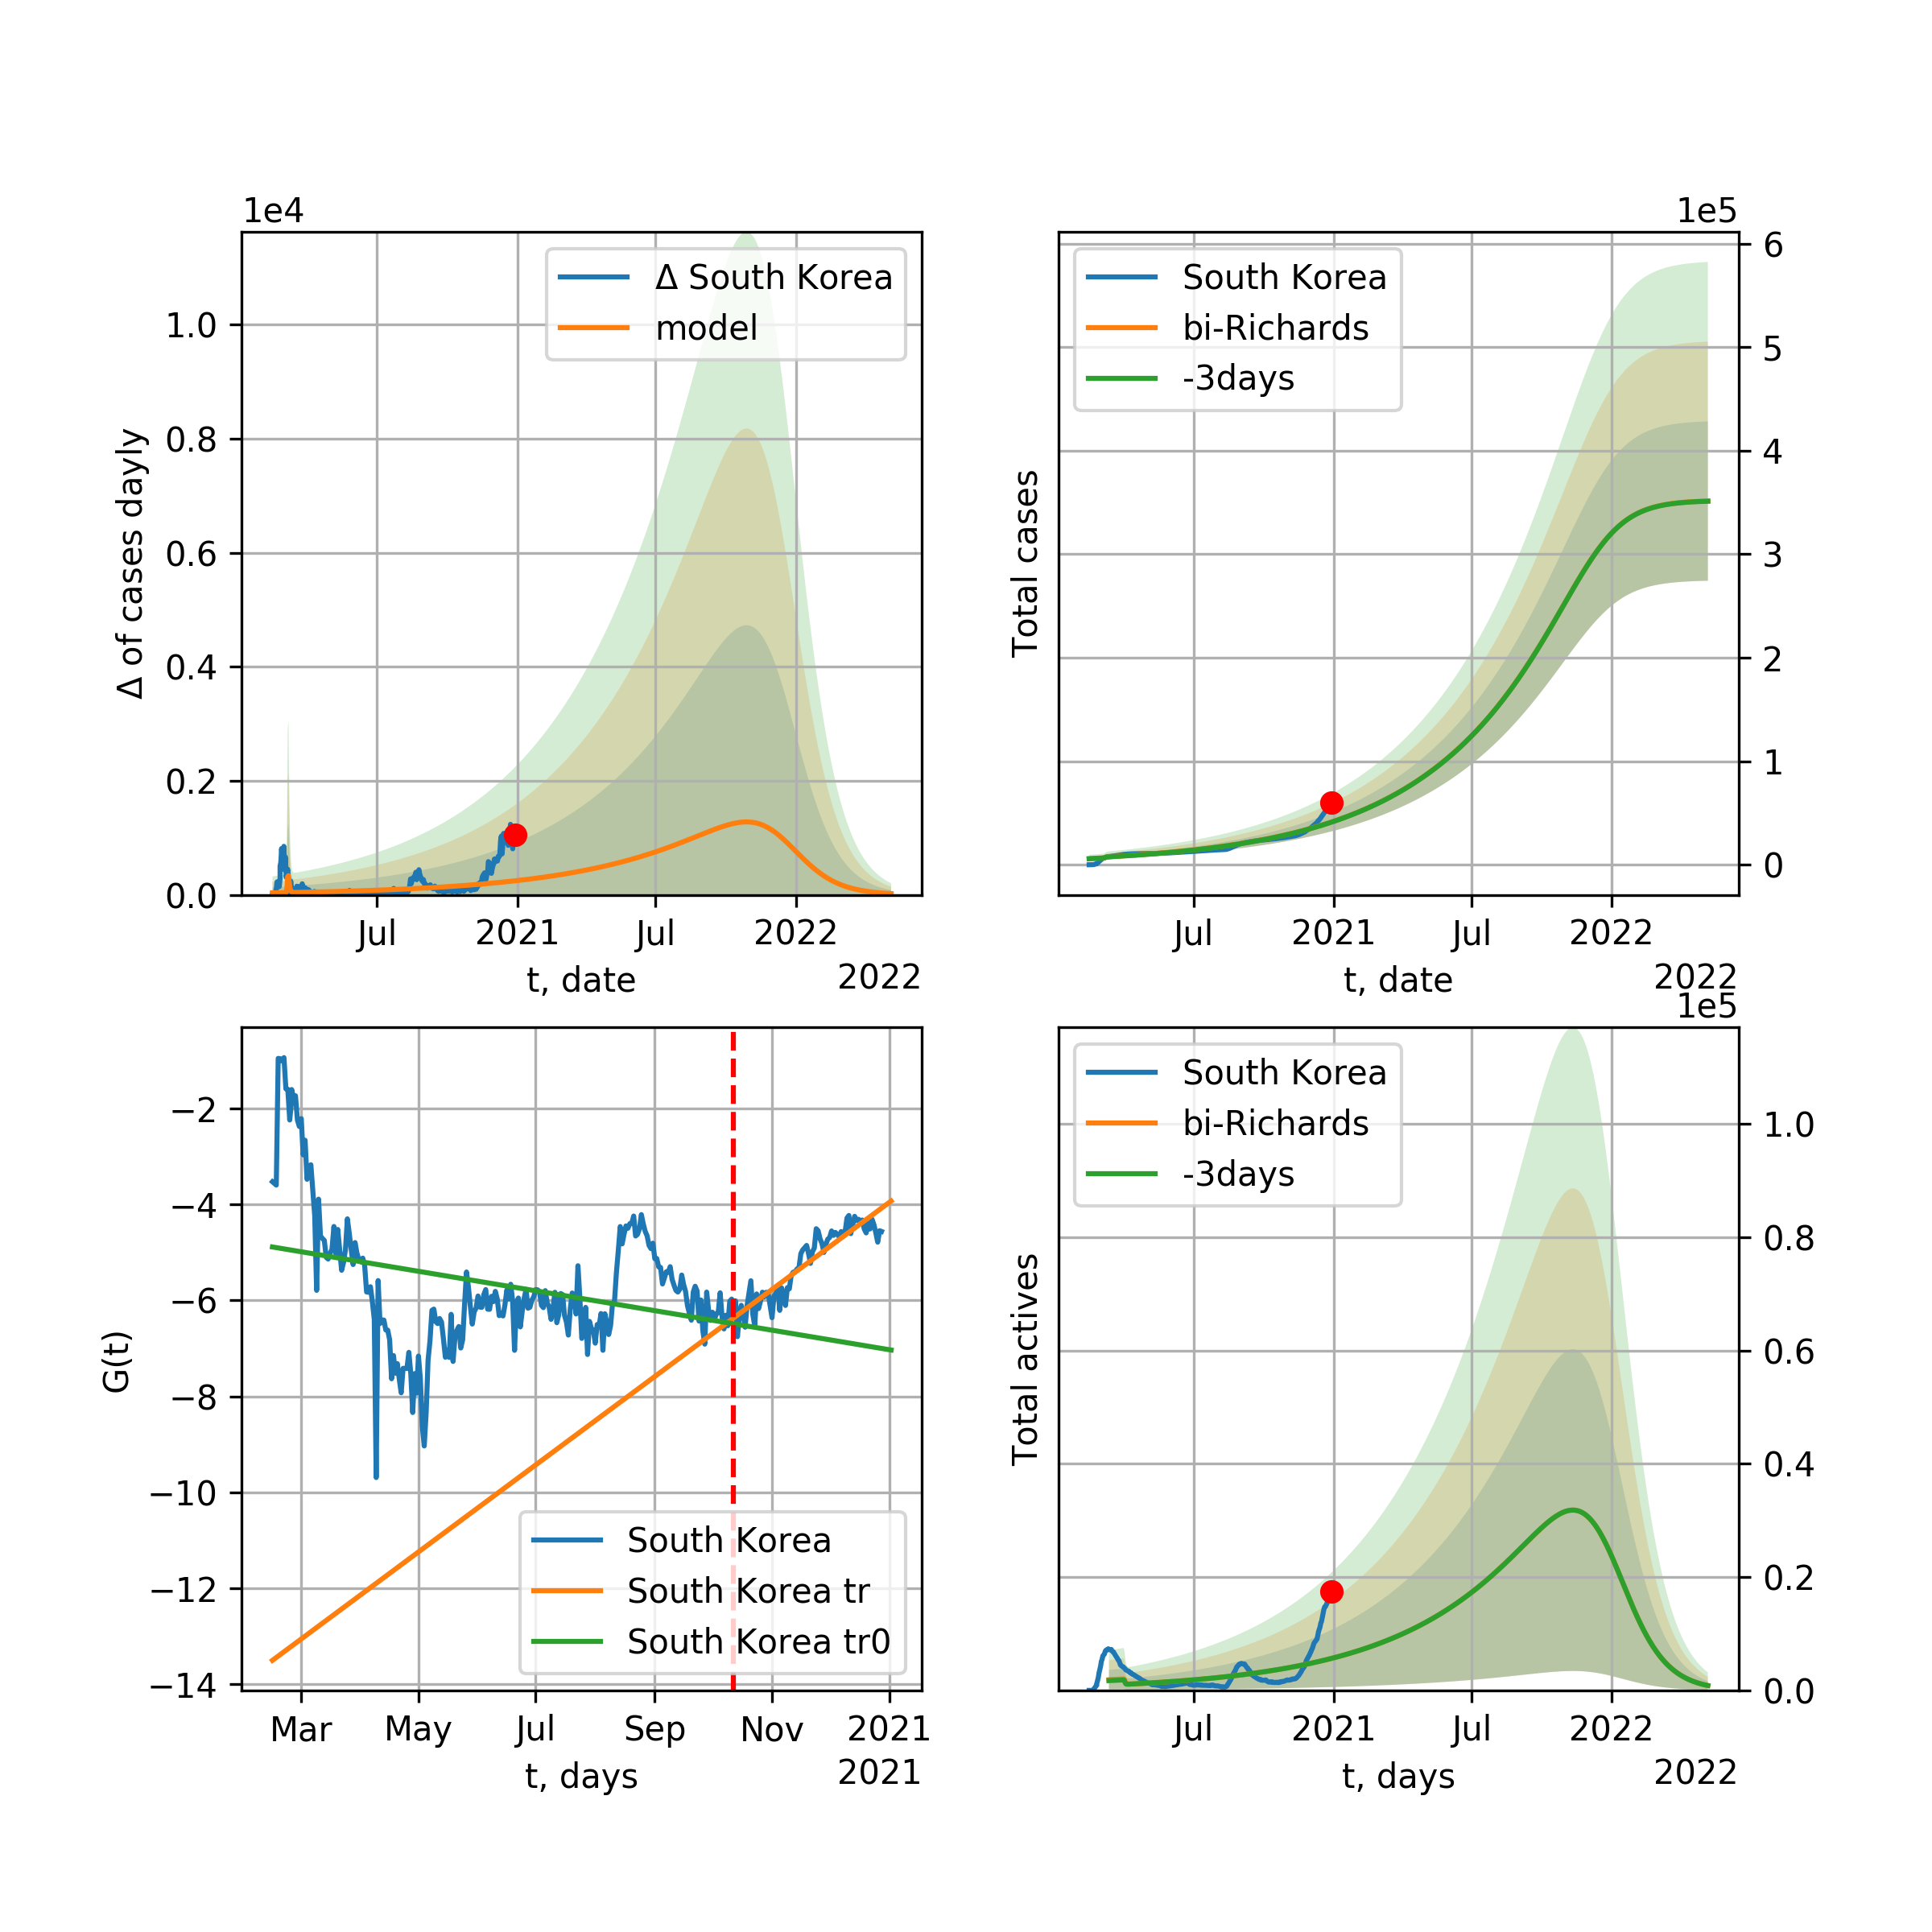 1e4
Δ South Korea
model
1.0
0.8
0.6
0.4
0.2
0.0
Δ of cases dayly
Jul
2021
Jul
2022
t, date
2022
1e5
South Korea
bi-Richards
-3days
6
5
4
3
2
1
0
Total cases
Jul
2021
Jul
2022
t, date
2022
−2
−4
−6
−8
−10
−12
−14
G(t)
South Korea
South Korea tr
South Korea tr0
Mar
May
Jul
Sep
Nov
2021
t, days
2021
1e5
South Korea
bi-Richards
-3days
1.0
0.8
0.6
0.4
0.2
0.0
Total actives
Jul
2021
Jul
2022
t, days
2022